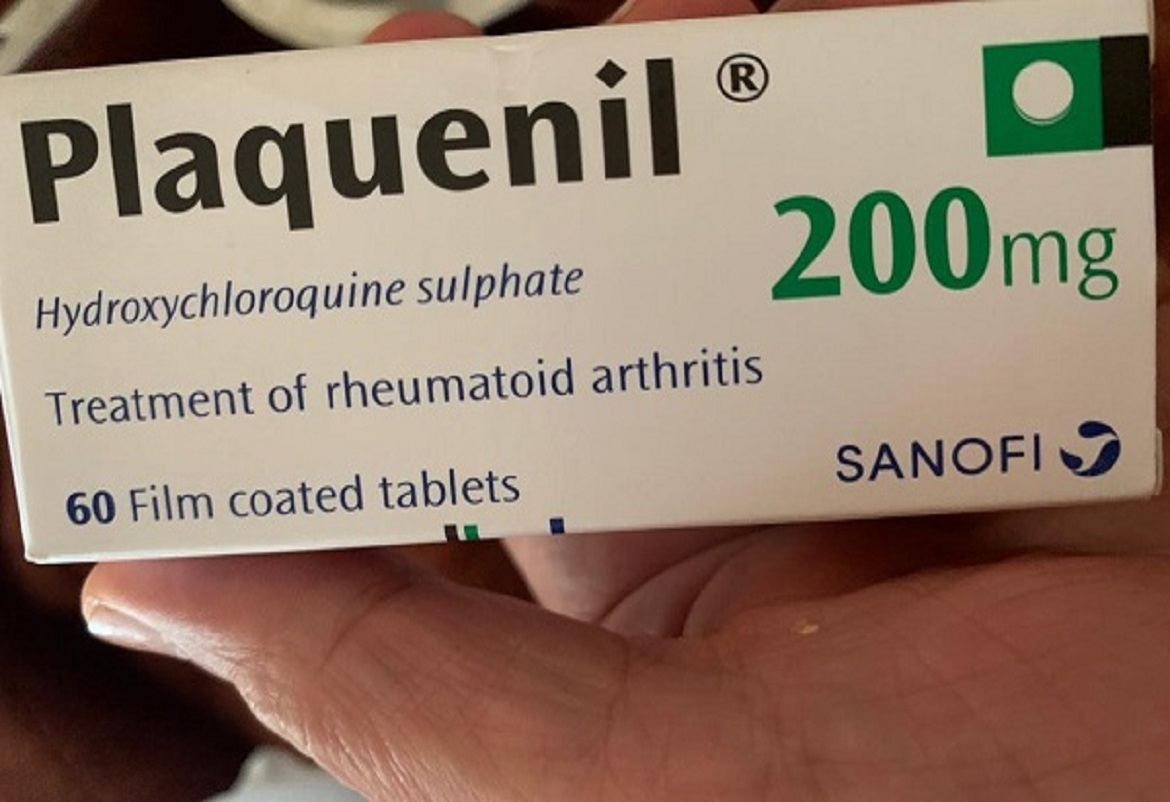 Plaquenil ®
200mg
Hydroxychloroquine sulphate
Treatment of rheumatoid arthritis
SANOFI
60 Film coated tablets